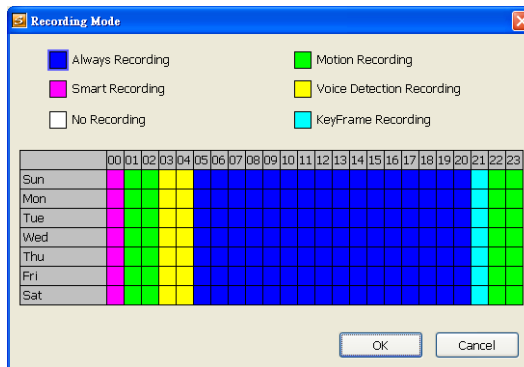 Recording Mode
Always Recording
Motion Recording
Smart Recording
Voice Detection Recording
No Recording
KeyFrame Recording
00 01 02 03 04 05 06 07 08 09 10 11 12 13 14 15 16 17 18 19 20 21 22 23
Sun
Mon
Tue
Wed
Thu
Fri
Sat
OK Cancel